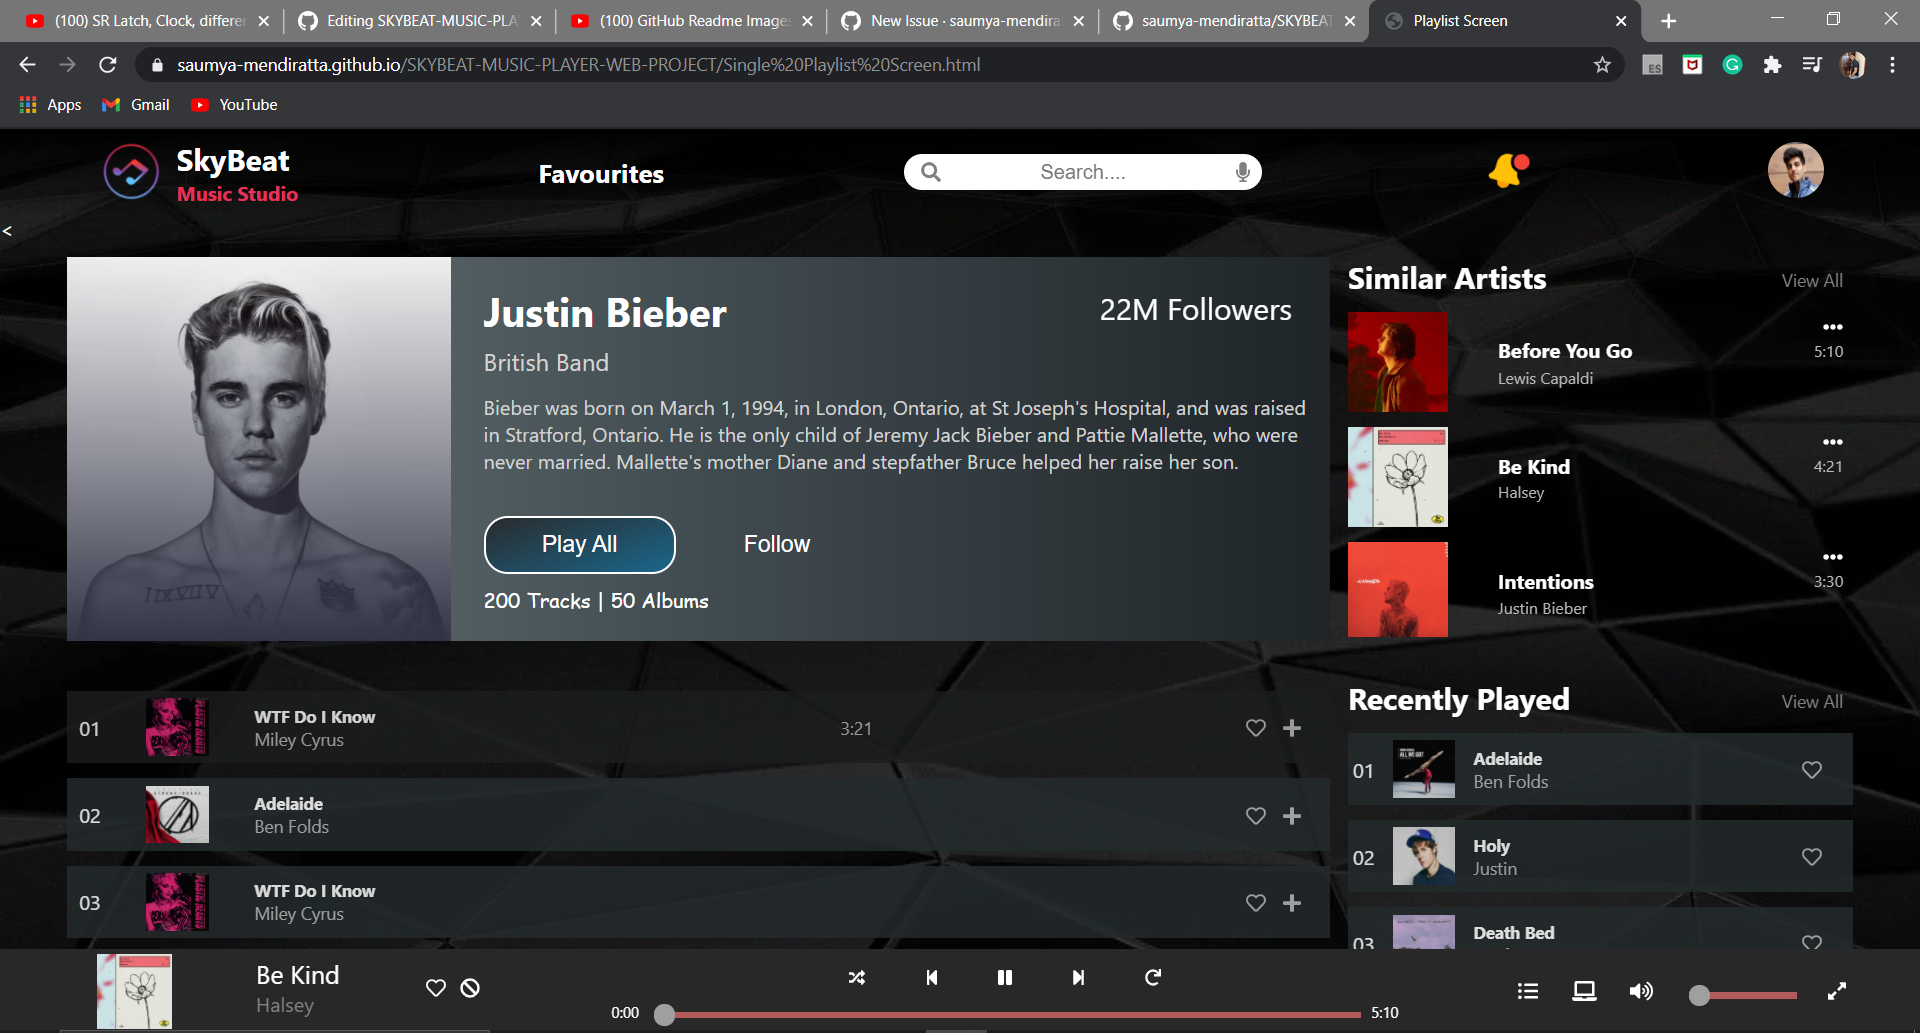 (100) SR Latch, Clock, differen
Editing SKYBEAT-MUSIC-PLA
(100) GitHub Readme Images
New Issue · saumya-mendira
saumya-mendiratta/SKYBEAT
Playlist Screen
saumya-mendiratta.github.io/SKYBEAT-MUSIC-PLAYER-WEB-PROJECT/Single%20Playlist%20Screen.html
ES
Apps
Gmail
YouTube
SkyBeat
Music Studio
Favourites
Search....
<
Justin Bieber
22M Followers
British Band
Bieber was born on March 1, 1994, in London, Ontario, at St Joseph's Hospital, and was raised
in Stratford, Ontario. He is the only child of Jeremy Jack Bieber and Pattie Mallette, who were
never married. Mallette's mother Diane and stepfather Bruce helped her raise her son.
Play All
Follow
200 Tracks | 50 Albums
Similar Artists
View All
Before You Go
5:10
Lewis Capaldi
Be Kind
4:21
Halsey
Intentions
3:30
Justin Bieber
01
WTF Do I Know
Miley Cyrus
3:21
02
Adelaide
Ben Folds
03
WTF Do I Know
Miley Cyrus
Recently Played
View All
01
Adelaide
Ben Folds
02
Holy
Justin
03
Death Bed
Be Kind
Halsey
0:00
5:10